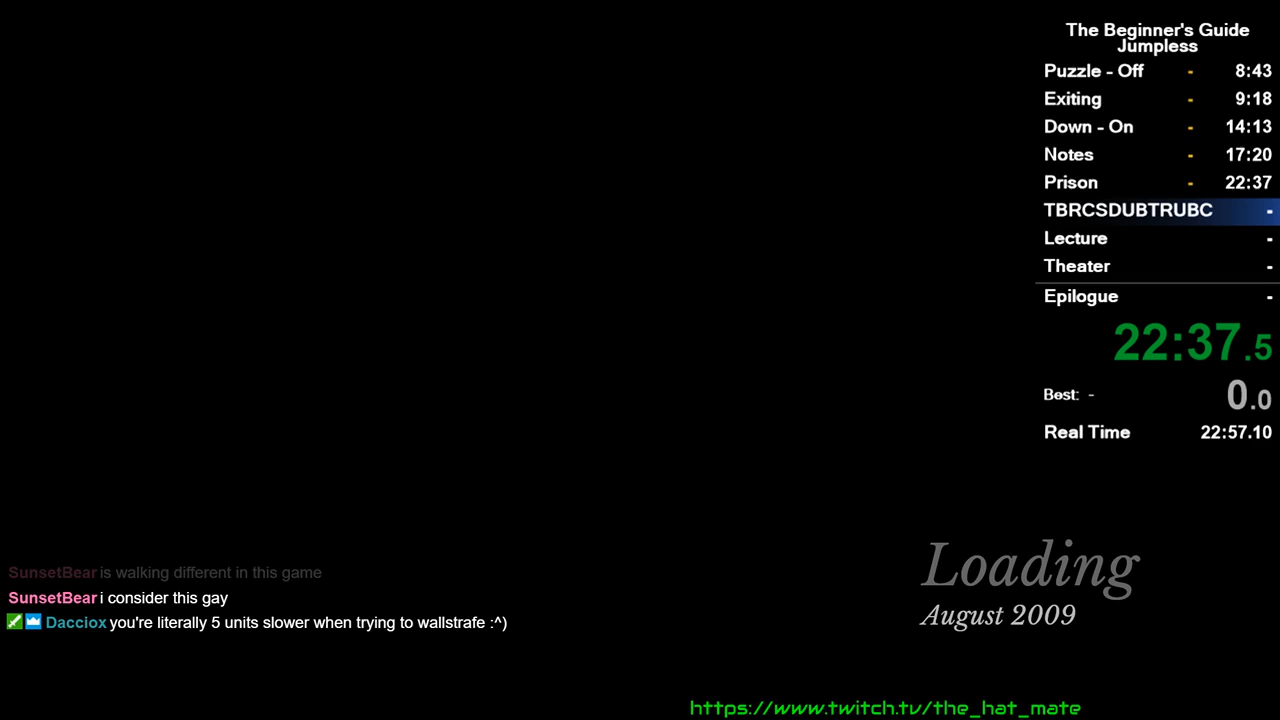 The Beginner's Guide
Jumpless
Puzzle - Off - 8:43
Exiting - 9:18
Down - On - 14:13
Notes - 17:20
Prison - 22:37
TBRCSDUBTRUBC -
Lecture -
Theater -
Epilogue -
22:37.5
Best: - 0.0
Real Time 22:57.10
Loading
August 2009
SunsetBear is walking different in this game
SunsetBear i consider this gay
Dacciox you're literally 5 units slower when trying to wallstrafe :^)
https://www.twitch.tv/the_hat_mate